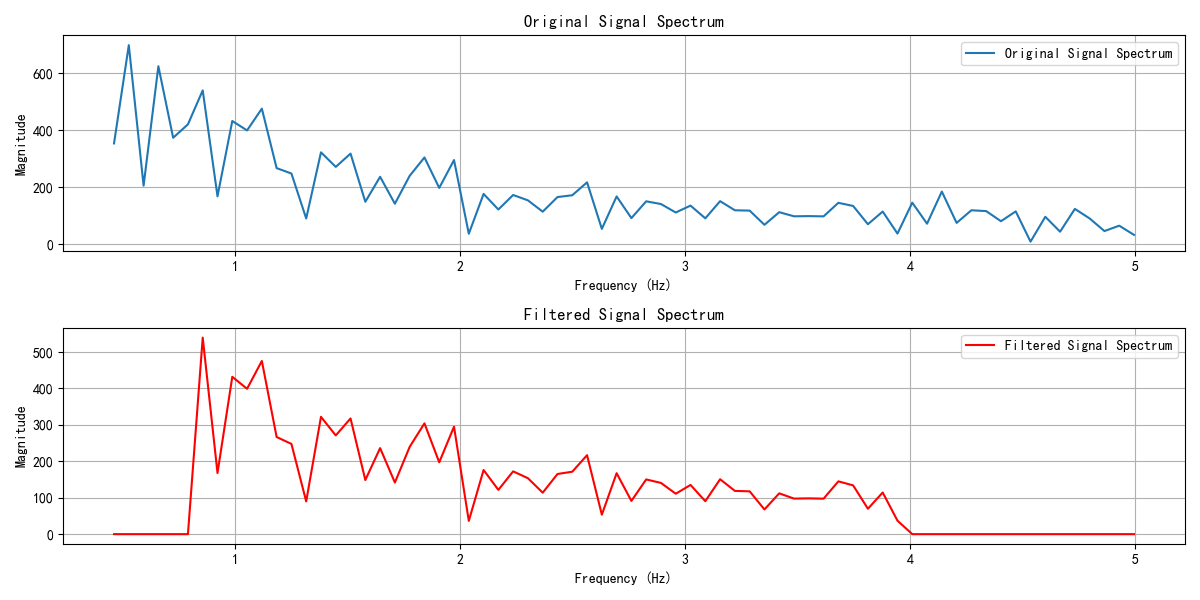 Original Signal Spectrum
Original Signal Spectrum
Magnitude
600
400
200
0
1 2 3 4 5
Frequency (Hz)
Filtered Signal Spectrum
Filtered Signal Spectrum
Magnitude
500
400
300
200
100
0
1 2 3 4 5
Frequency (Hz)